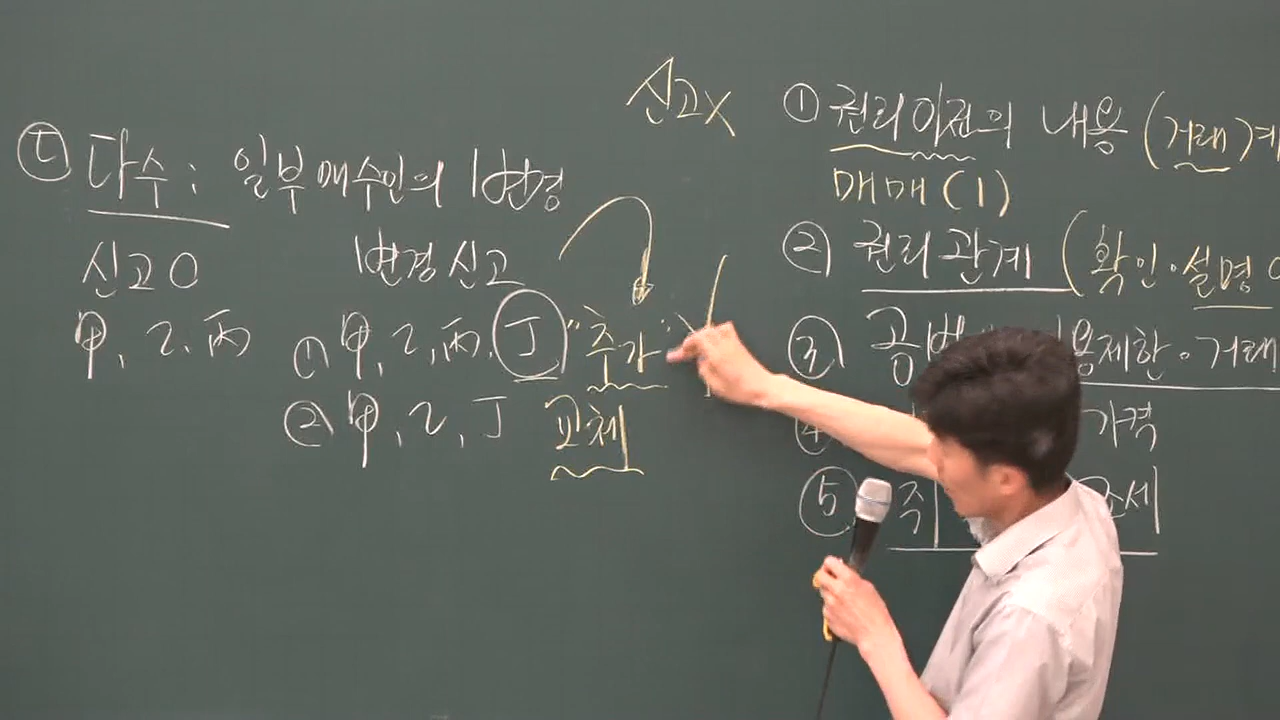 신고X
㉢ 다수 : 일부 매수인의 변경
신고O 변경신고
甲, 乙, 丙 ① 甲, 乙, 丙, 丁 "추가"
② 甲, 乙, 丁 교체
① 권리이전의 내용 (거래계
매매(1)
② 권리관계 (확인·설명
③ 공법 용제한·거래
④ 가격
⑤